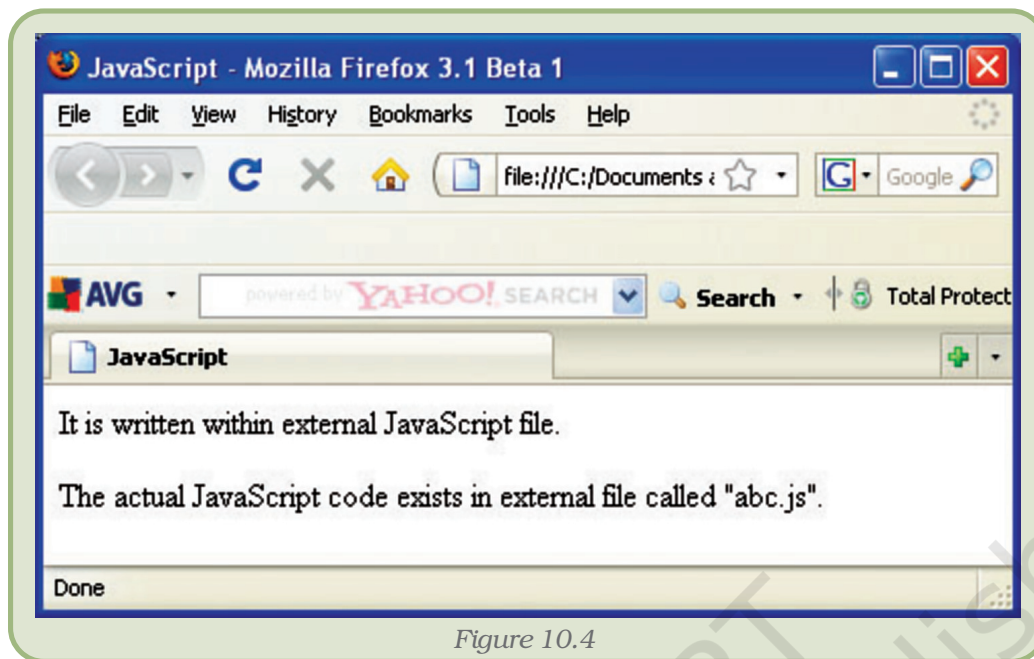 JavaScript - Mozilla Firefox 3.1 Beta 1
File Edit View History Bookmarks Tools Help
file:///C:/Documents a G Google
AVG powered by YAHOO! SEARCH Search Total Protect
JavaScript
It is written within external JavaScript file.
The actual JavaScript code exists in external file called "abc.js".
Done
Figure 10.4